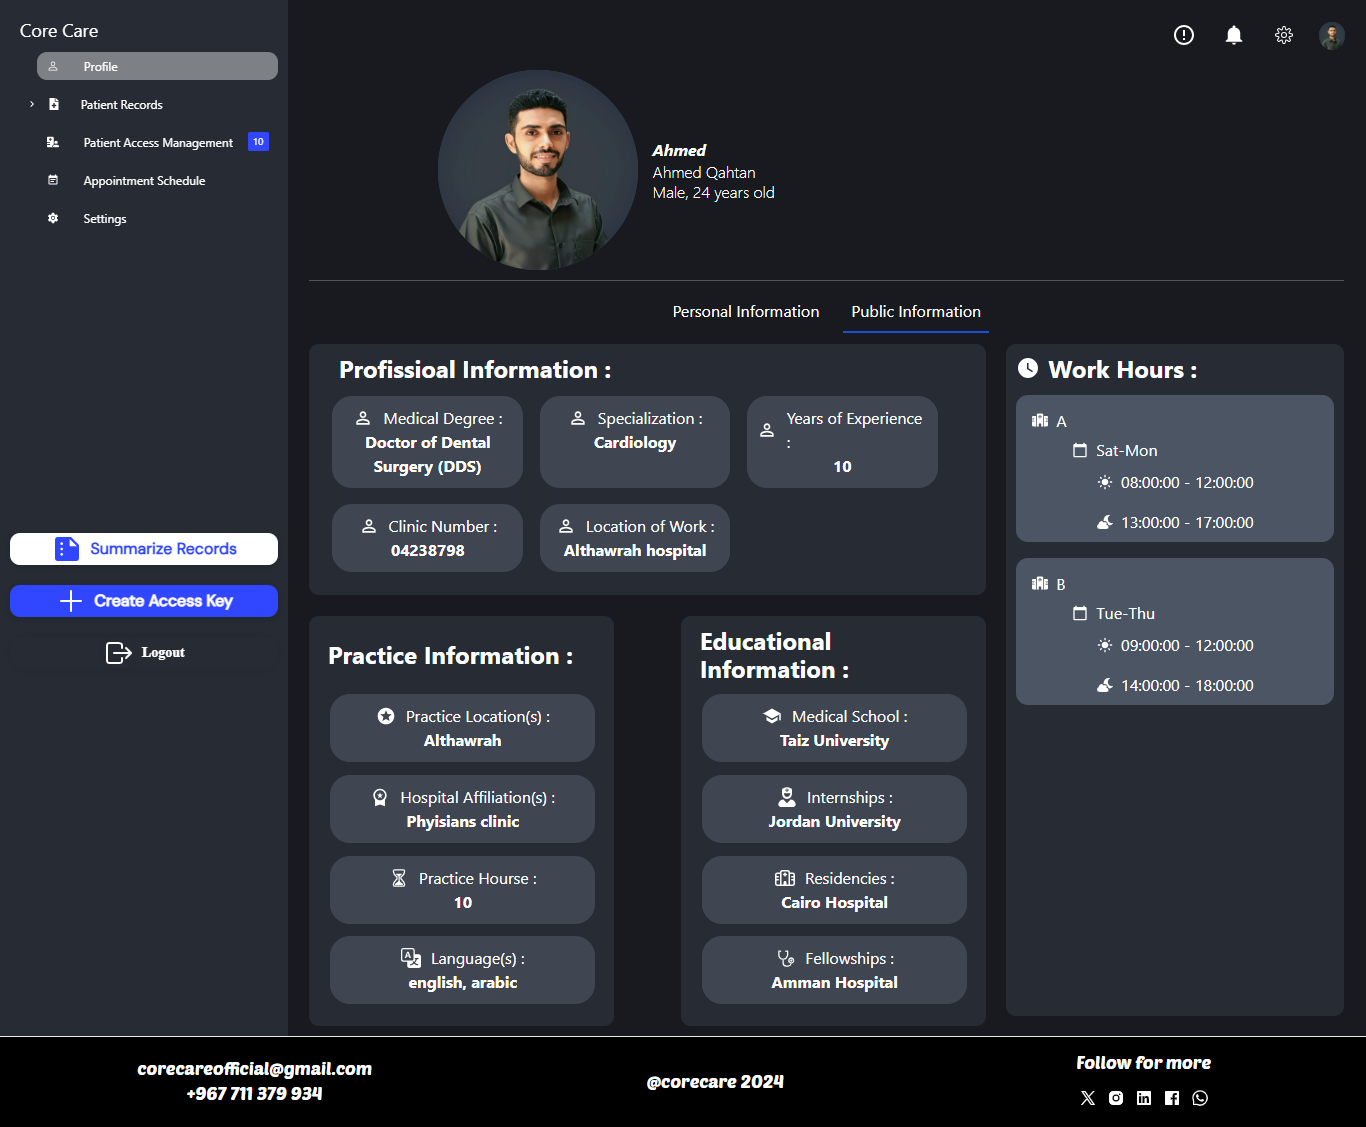 Core Care
Profile
Patient Records
Patient Access Management 10
Appointment Schedule
Settings
Summarize Records
Create Access Key
Logout
Ahmed
Ahmed Qahtan
Male, 24 years old
Personal Information
Public Information
Profissioal Information :
Medical Degree :
Doctor of Dental
Surgery (DDS)
Specialization :
Cardiology
Years of Experience
:
10
Clinic Number :
04238798
Location of Work :
Althawrah hospital
Practice Information :
Practice Location(s) :
Althawrah
Hospital Affiliation(s) :
Phyisians clinic
Practice Hourse :
10
Language(s) :
english, arabic
Educational
Information :
Medical School :
Taiz University
Internships :
Jordan University
Residencies :
Cairo Hospital
Fellowships :
Amman Hospital
Work Hours :
A
Sat-Mon
08:00:00 - 12:00:00
13:00:00 - 17:00:00
B
Tue-Thu
09:00:00 - 12:00:00
14:00:00 - 18:00:00
corecareofficial@gmail.com
+967 711 379 934
@corecare 2024
Follow for more